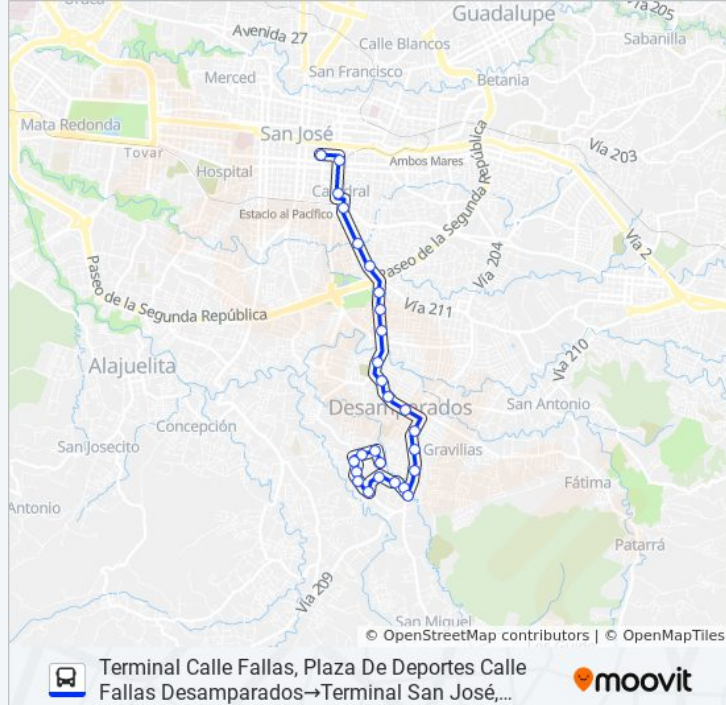 Guadalupe
Vía 205
Avenida 27
Calle Blancos
Sabanilla
Merced
San Francisco
Betania
Mata Redonda
San José
Tovar
Ambos Mares
Vía 203
Hospital
Catedral
Estacio al Pacífico
Paseo de la Segunda República
Vía 204
Vía 2
Paseo de la Segunda República
Vía 211
Alajuelita
Vía 210
Desamparados
San Antonio
Concepción
San Josecito
Gravilias
Fátima
Antonio
Patarrá
Vía 209
San Miguel
© OpenStreetMap contributors | © OpenMapTiles
Terminal Calle Fallas, Plaza De Deportes Calle
Fallas Desamparados→Terminal San José,…
moovit